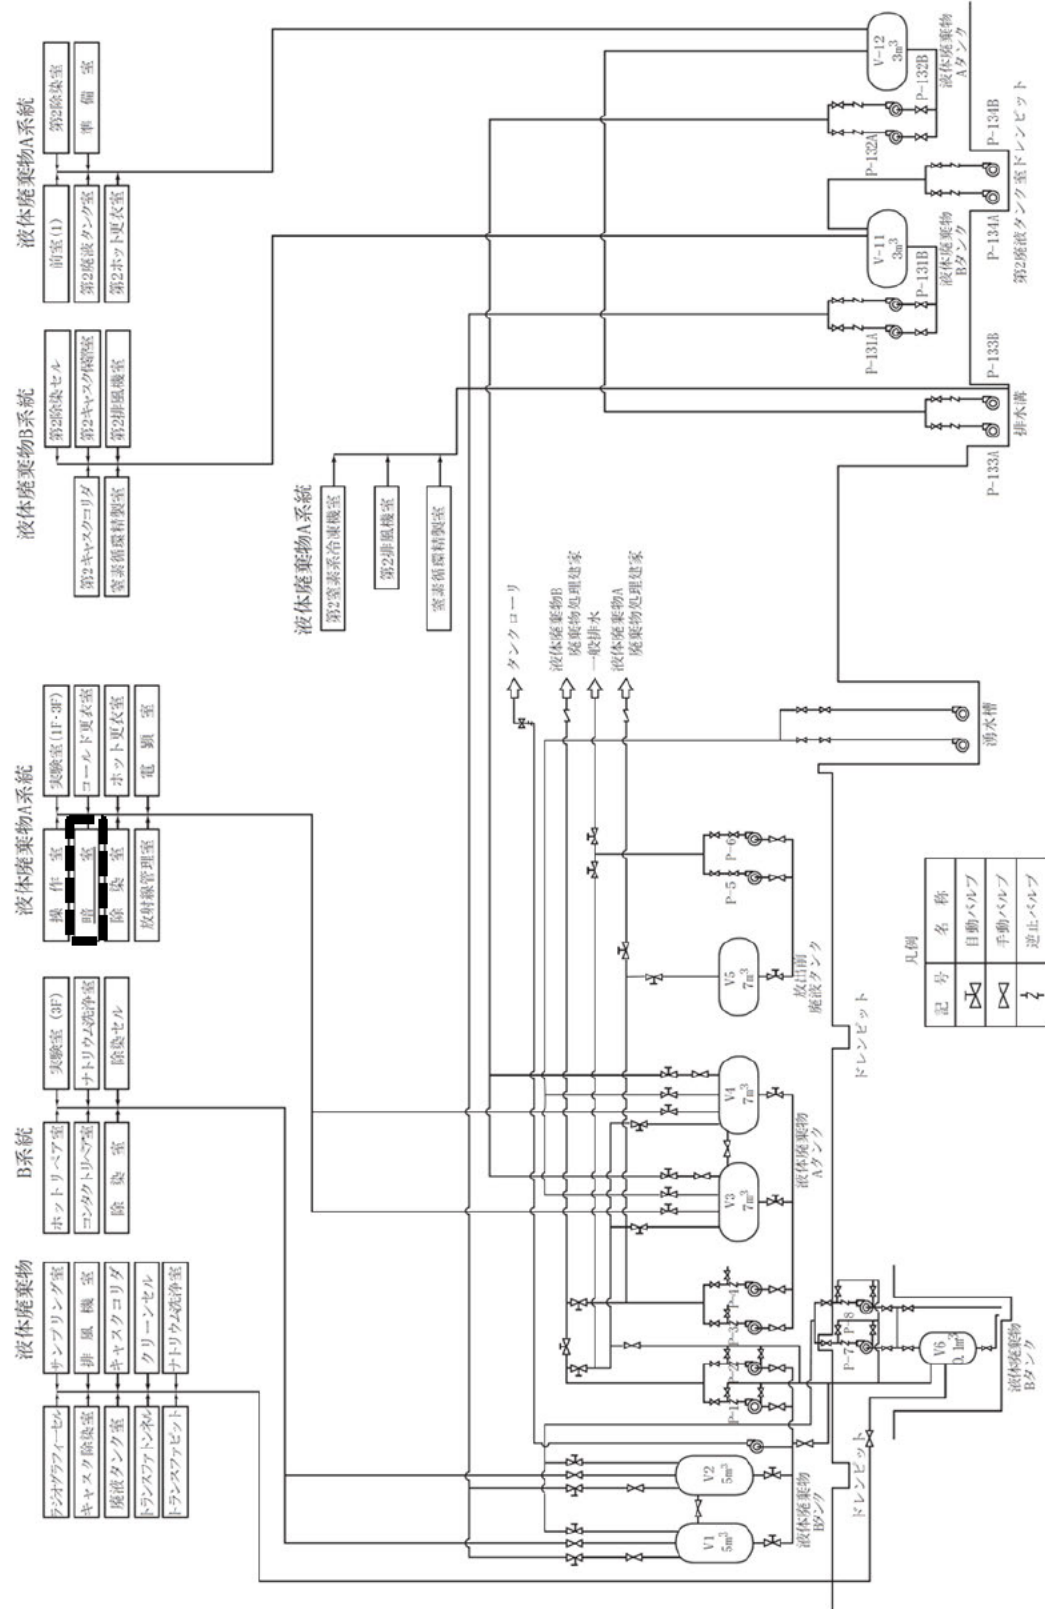 液体廃棄物
B系統
ラジオグラフィーセル
サンプリング室
キャスク除染室
排風機室
廃液タンク室
キャスクコリダ
トランスファトンネル
クリーンセル
トランスファピット
ナトリウム洗浄室
ホットリペア室
実験室(3F)
コンタクトリペア室
ナトリウム洗浄室
除染室
除染セル
液体廃棄物A系統
操作室
実験室(1F・3F)
暗室
コールド更衣室
除染室
ホット更衣室
放射線管理室
電顕室
液体廃棄物B系統
第2除染セル
第2キャスクコリダ
第2キャスク保管室
窒素循環精製室
第2排風機室
液体廃棄物A系統
前室(1)
第2除染室
第2廃液タンク室
準備室
第2ホット更衣室
液体廃棄物A系統
第2窒素系冷凍機室
第2排風機室
窒素循環精製室
タンクローリ
液体廃棄物B
廃棄物処理建家
一般排水
液体廃棄物A
廃棄物処理建家
V1
5m³
V2
5m³
液体廃棄物
Bタンク
P-1
P-2
P-3
P-4
V3
7m³
V4
7m³
液体廃棄物
Aタンク
V5
7m³
放出前
廃液タンク
P-5
P-6
P-7
P-8
V6
0.1m³
液体廃棄物
Bタンク
ドレンピット
ドレンピット
湧水槽
P-133A
P-133B
排水溝
P-131A
P-131B
V-11
3m³
液体廃棄物
Bタンク
P-134A
P-134B
第2廃液タンク室ドレンピット
P-132A
P-132B
V-12
3m³
液体廃棄物
Aタンク
凡例
記号
名称
自動バルブ
手動バルブ
逆止バルブ